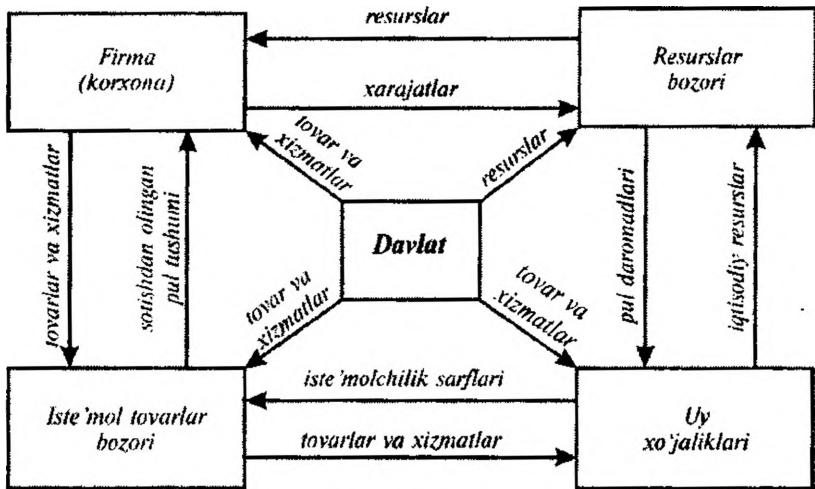 resurslar
Firma
(korxona)
Resurslar
bozori
xarajatlar
tovar va
xizmatlar
resurslar
tovarlar va xizmatlar
sotishdan olingan
pul tushumi
Davlat
pul daromadlari
iqtisodiy resurslar
tovar va
xizmatlar
tovar va
xizmatlar
iste'molchilik sarflari
Iste'mol tovarlar
bozori
Uy
xo'jaliklari
tovarlar va xizmatlar